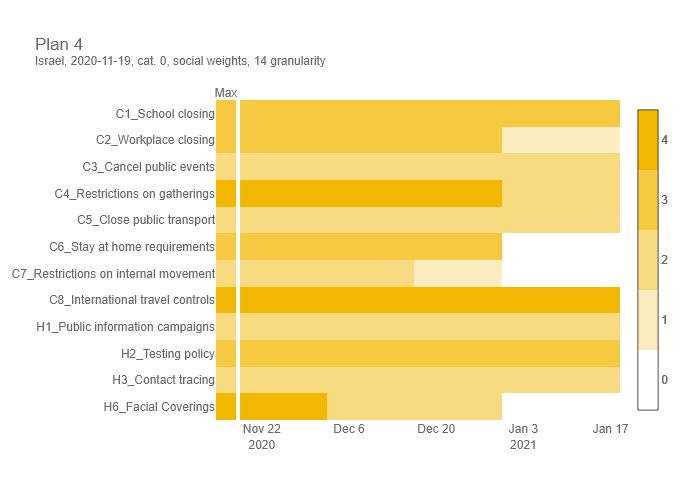 Plan 4
Israel, 2020-11-19, cat. 0, social weights, 14 granularity
Max
C1_School closing
C2_Workplace closing
C3_Cancel public events
C4_Restrictions on gatherings
C5_Close public transport
C6_Stay at home requirements
C7_Restrictions on internal movement
C8_International travel controls
H1_Public information campaigns
H2_Testing policy
H3_Contact tracing
H6_Facial Coverings
4
3
2
1
0
Nov 22 Dec 6 Dec 20 Jan 3 Jan 17
2020 2021